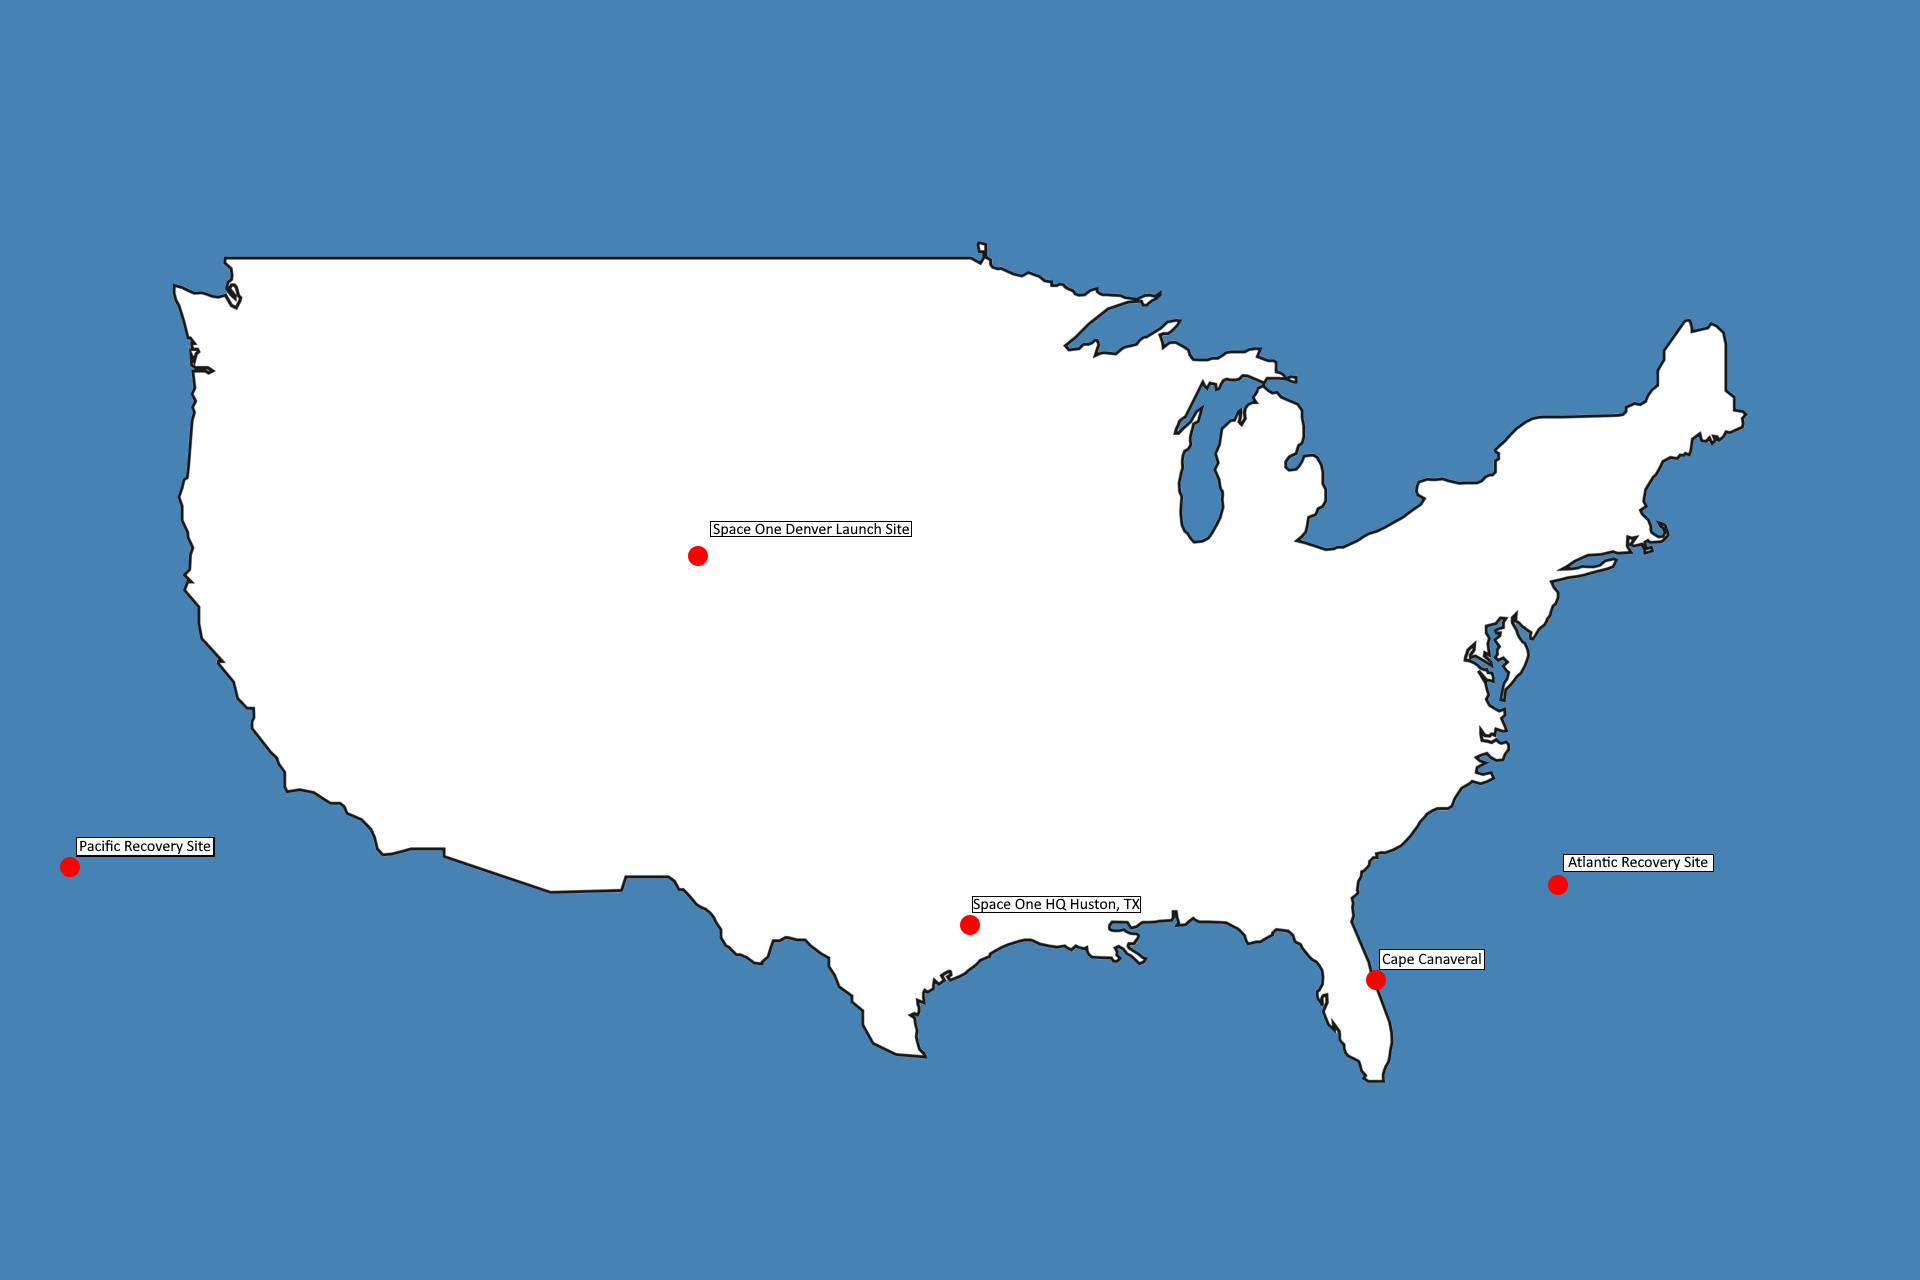 Space One Denver Launch Site
Pacific Recovery Site
Atlantic Recovery Site
Space One HQ Huston, TX
Cape Canaveral